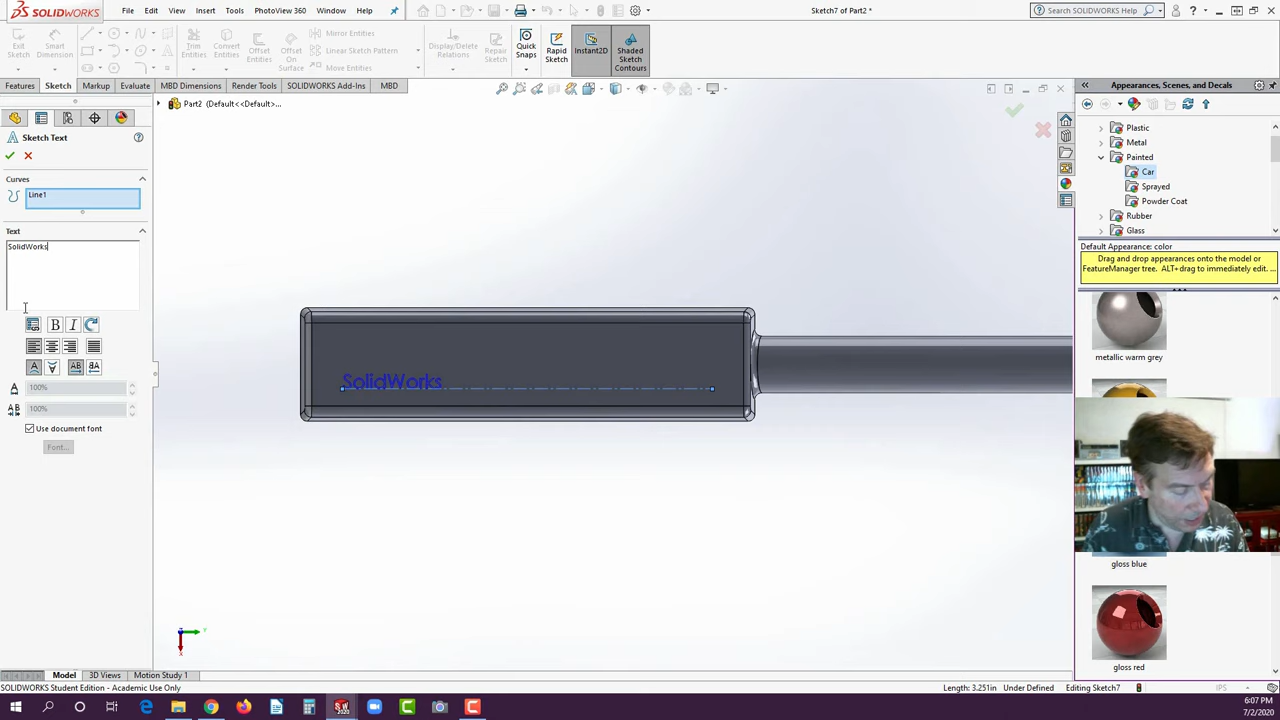 SOLIDWORKS File Edit View Insert Tools PhotoView 360 Window Help Sketch7 of Part2 * Search SOLIDWORKS Help
Exit Sketch
Smart Dimension
Trim Entities
Convert Entities
Offset Entities
Offset On Surface
Mirror Entities
Linear Sketch Pattern
Move Entities
Display/Delete Relations
Repair Sketch
Quick Snaps
Rapid Sketch
Instant2D
Shaded Sketch Contours
Features Sketch Markup Evaluate MBD Dimensions Render Tools SOLIDWORKS Add-Ins MBD
Appearances, Scenes, and Decals
Part2 (Default<<Default>...
Sketch Text
Curves
Line1
Text
SolidWorks
100%
100%
Use document font
Font...
SolidWorks
Plastic
Metal
Painted
Car
Sprayed
Powder Coat
Rubber
Glass
Default Appearance: color
Drag and drop appearances onto the model or FeatureManager tree. ALT+drag to immediately edit. ...
metallic warm grey
gloss blue
gloss red
Model 3D Views Motion Study 1
SOLIDWORKS Student Edition - Academic Use Only
Length: 3.251in Under Defined Editing Sketch7 IPS
6:07 PM
7/2/2020